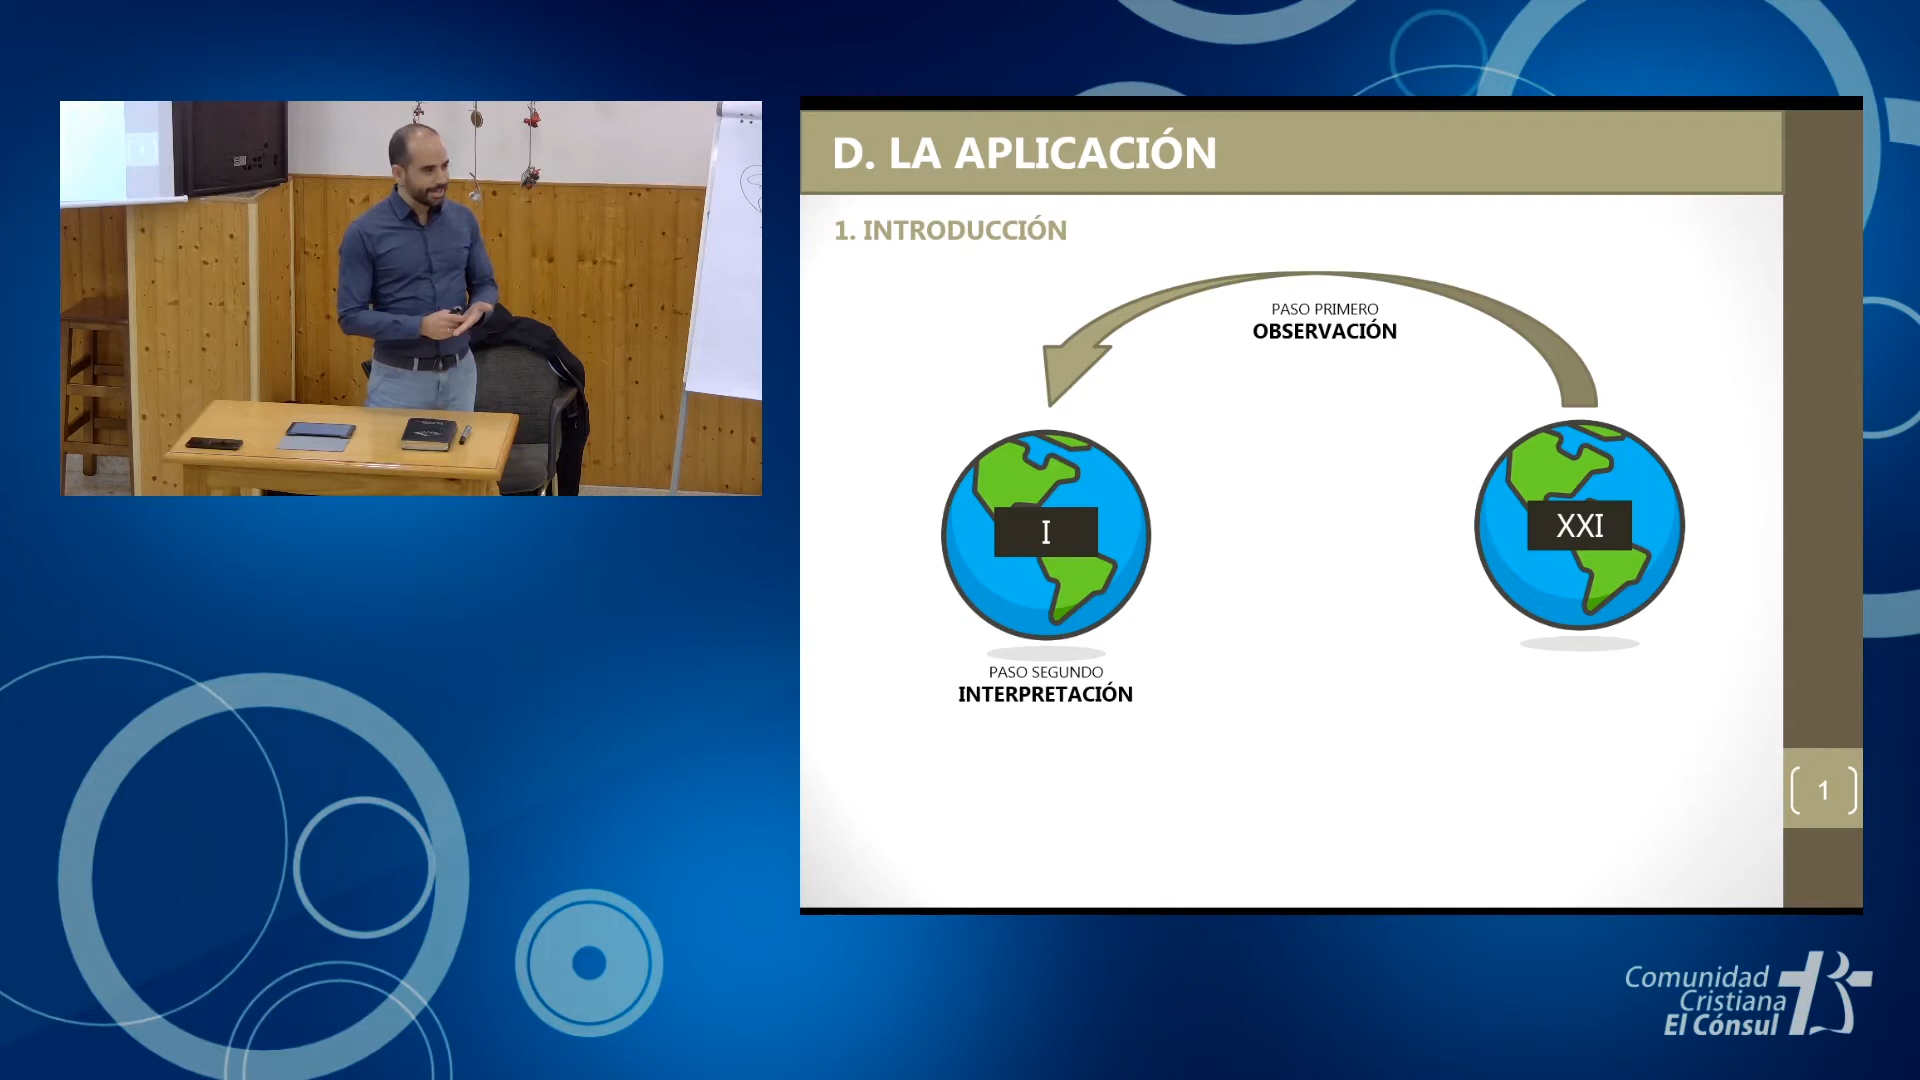 D. LA APLICACIÓN
1. INTRODUCCIÓN
PASO PRIMERO
OBSERVACIÓN
I
XXI
PASO SEGUNDO
INTERPRETACIÓN
1
Comunidad
Cristiana
El Cónsul